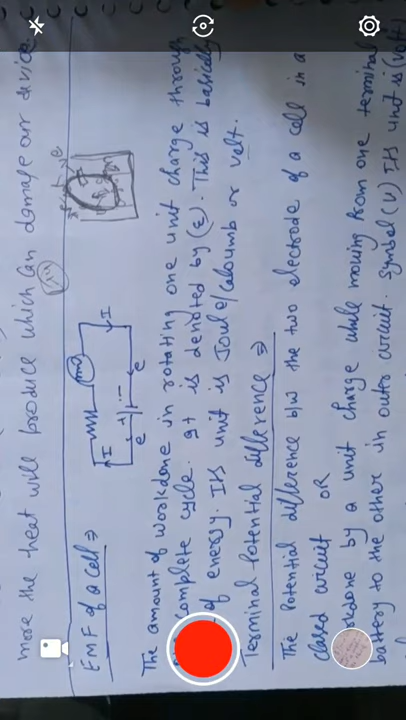 more the heat will produce which can damage our device.
EMF of a cell ⇒
I
I
e
e
The amount of workdone in rotating one unit charge through
complete cycle. It is denoted by (ε). This is basically
of energy. Its unit is Joule/Coloumb or volt.
Terminal Potential difference ⇒
The Potential difference b/w the two electrode of a cell in a
closed circuit OR
done by a unit charge while moving from one terminal
battery to the other in outer circuit. Symbol (V) Its unit is (volt)